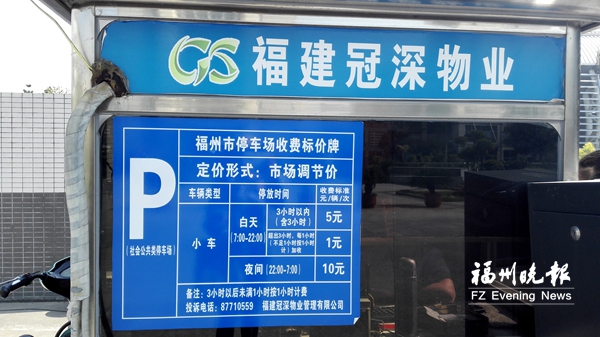 GS 福建冠深物业
福州市停车场收费标价牌
定价形式：市场调节价
P
(社会公共类停车场)
车辆类型 停放时间 收费标准
元/辆/次
小车
白天
(7:00-22:00)
3小时以内
(含3小时)
5元
超出3小时，每1小时
(不足1小时按1小时
计)加收
1元
夜间 (22:00-7:00) 10元
备注：3小时以后未满1小时按1小时计费
投诉电话：87710559 福建冠深物业管理有限公司
福州晚报
FZ Evening News